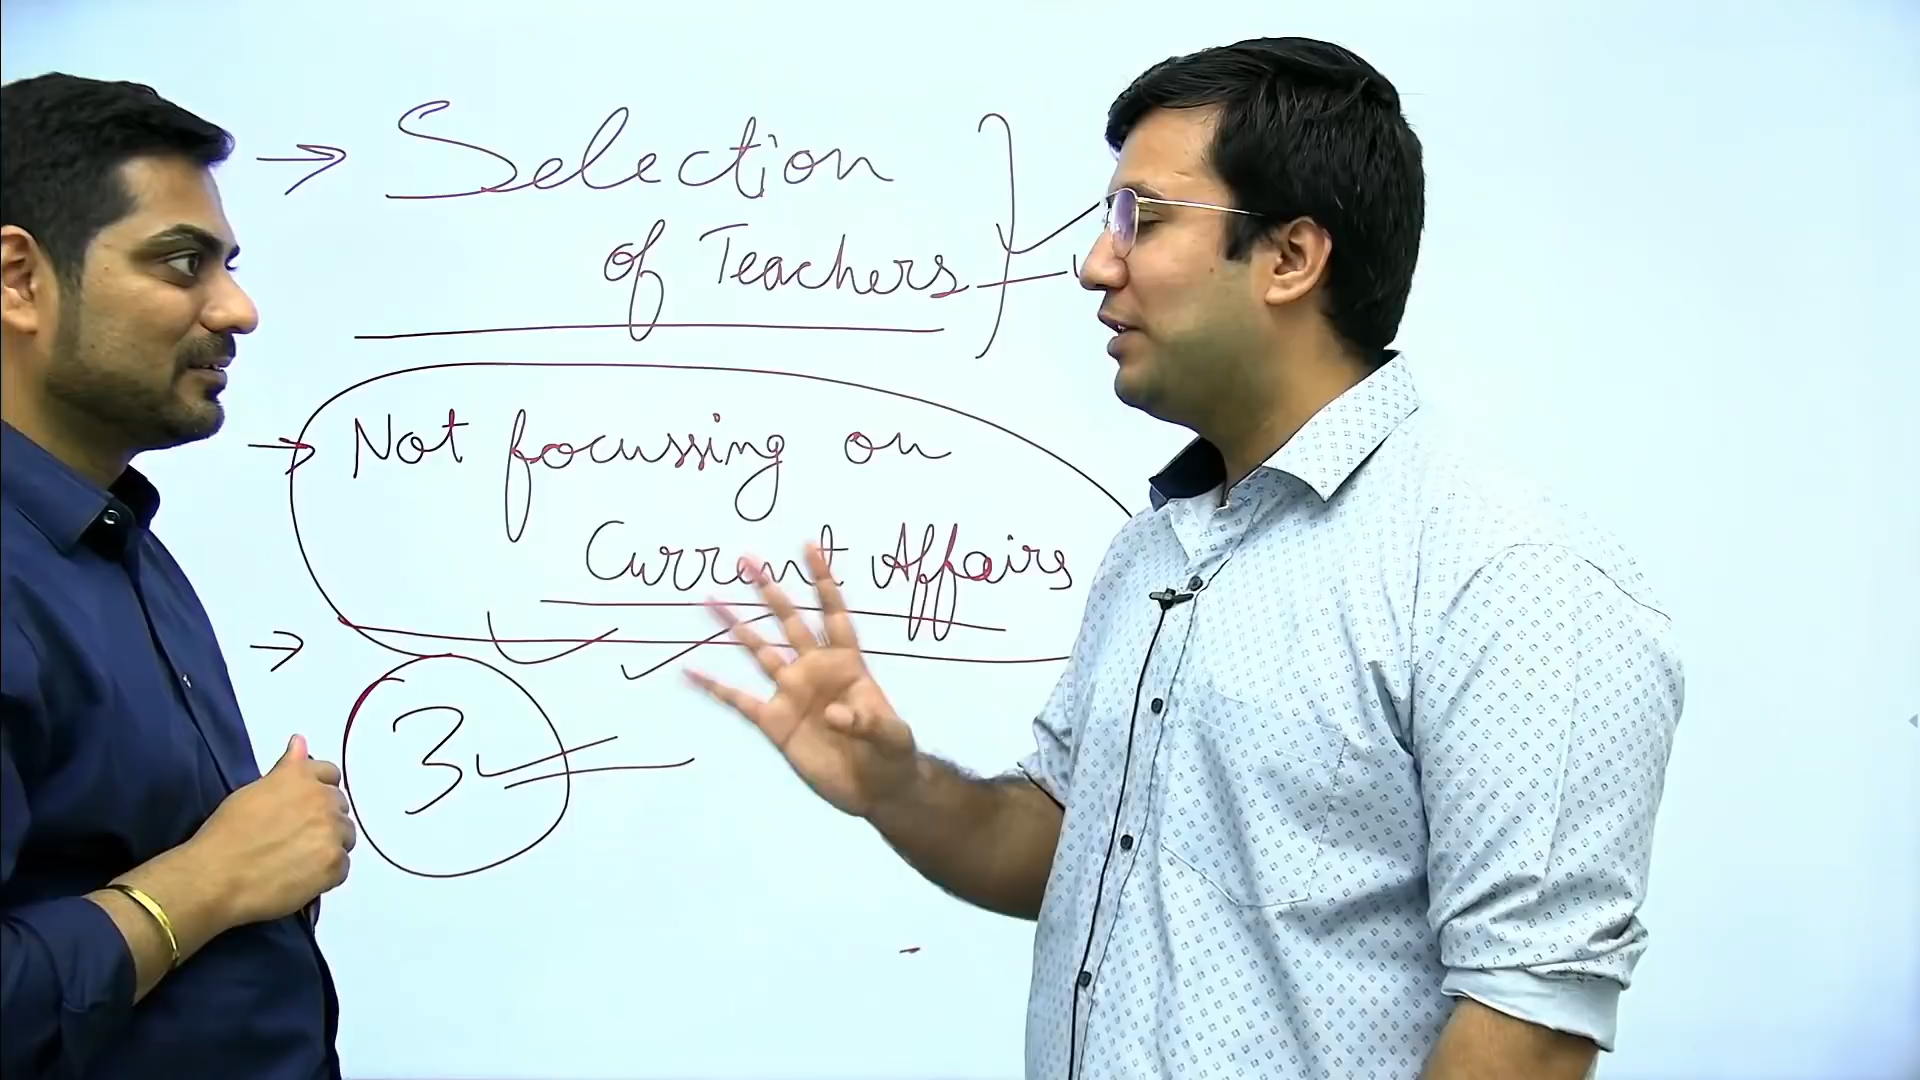 → Selection
of Teachers
→ Not focussing on
Current Affairs
→
3